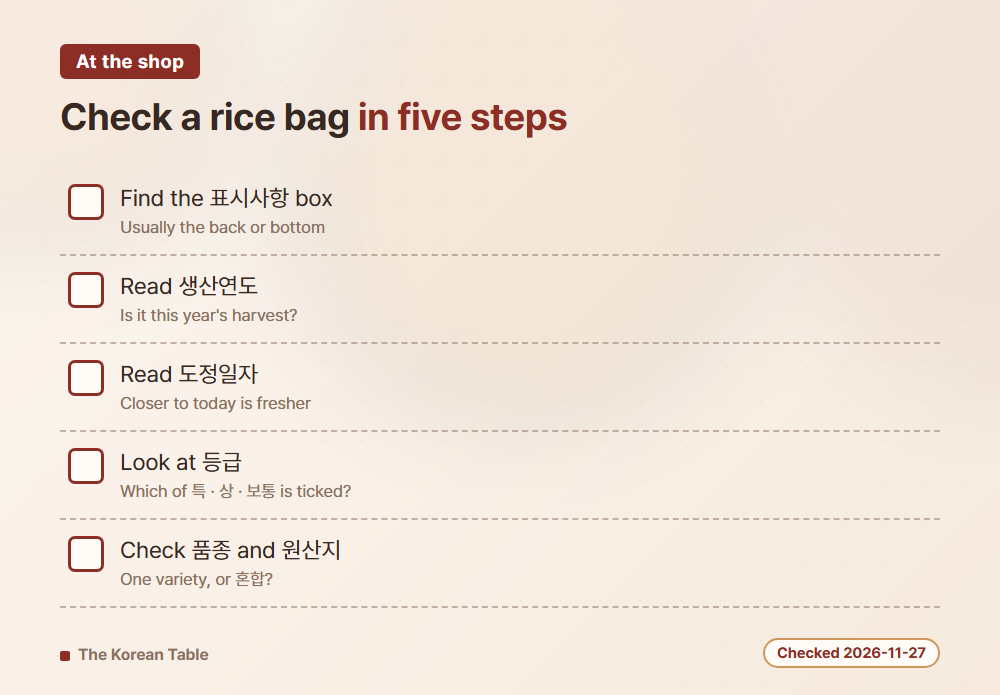 At the shop
Check a rice bag in five steps
Find the 표시사항 box
Usually the back or bottom
Read 생산연도
Is it this year's harvest?
Read 도정일자
Closer to today is fresher
Look at 등급
Which of 특 · 상 · 보통 is ticked?
Check 품종 and 원산지
One variety, or 혼합?
The Korean Table
Checked 2026-11-27